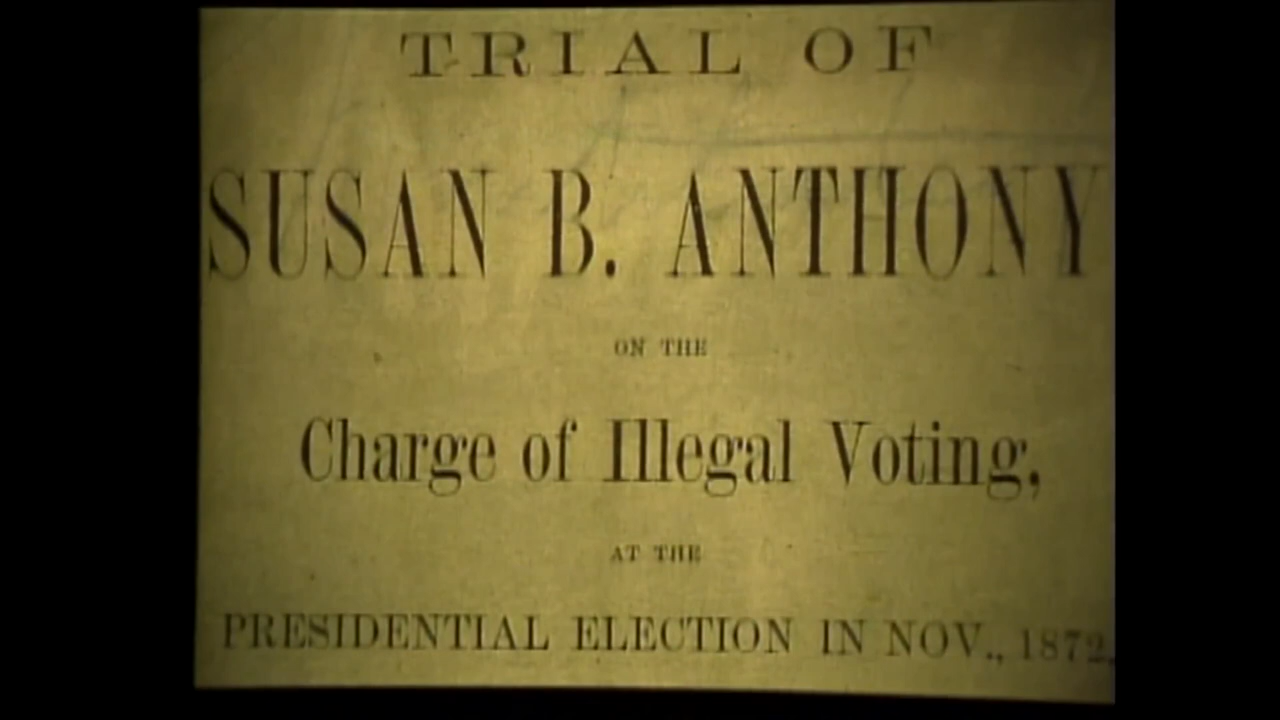 TRIAL OF
SUSAN B. ANTHONY
ON THE
Charge of Illegal Voting,
AT THE
PRESIDENTIAL ELECTION IN NOV., 1872,